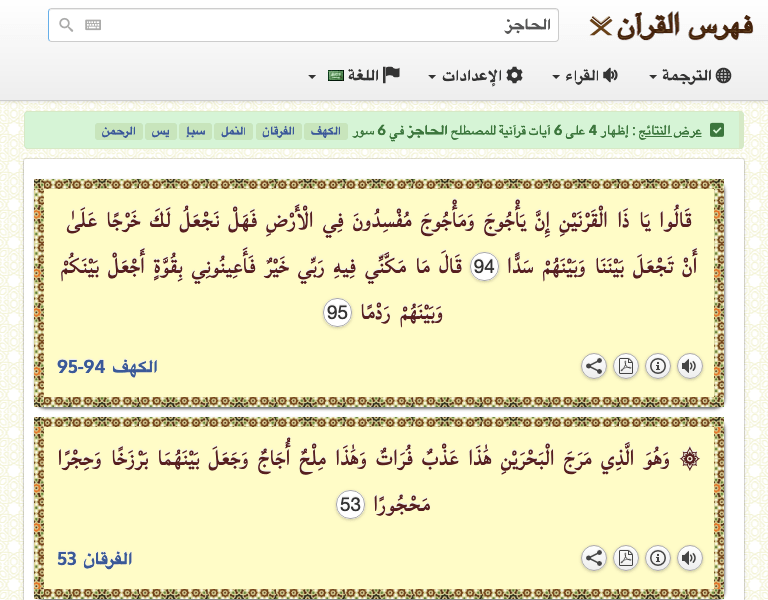 فهرس القرآن
الحاجز
الترجمة القراء الإعدادات اللغة
عرض النتائج : إظهار 4 على 6 آيات قرآنية للمصطلح الحاجز في 6 سور الكهف الفرقان النمل سبإ يس الرحمن
قَالُوا يَا ذَا الْقَرْنَيْنِ إِنَّ يَأْجُوجَ وَمَأْجُوجَ مُفْسِدُونَ فِي الْأَرْضِ فَهَلْ نَجْعَلُ لَكَ خَرْجًا عَلَىٰ
أَنْ تَجْعَلَ بَيْنَنَا وَبَيْنَهُمْ سَدًّا 94 قَالَ مَا مَكَّنِّي فِيهِ رَبِّي خَيْرٌ فَأَعِينُونِي بِقُوَّةٍ أَجْعَلْ بَيْنَكُمْ
وَبَيْنَهُمْ رَدْمًا 95
الكهف 94-95
۞ وَهُوَ الَّذِي مَرَجَ الْبَحْرَيْنِ هَٰذَا عَذْبٌ فُرَاتٌ وَهَٰذَا مِلْحٌ أُجَاجٌ وَجَعَلَ بَيْنَهُمَا بَرْزَخًا وَحِجْرًا
مَحْجُورًا 53
الفرقان 53